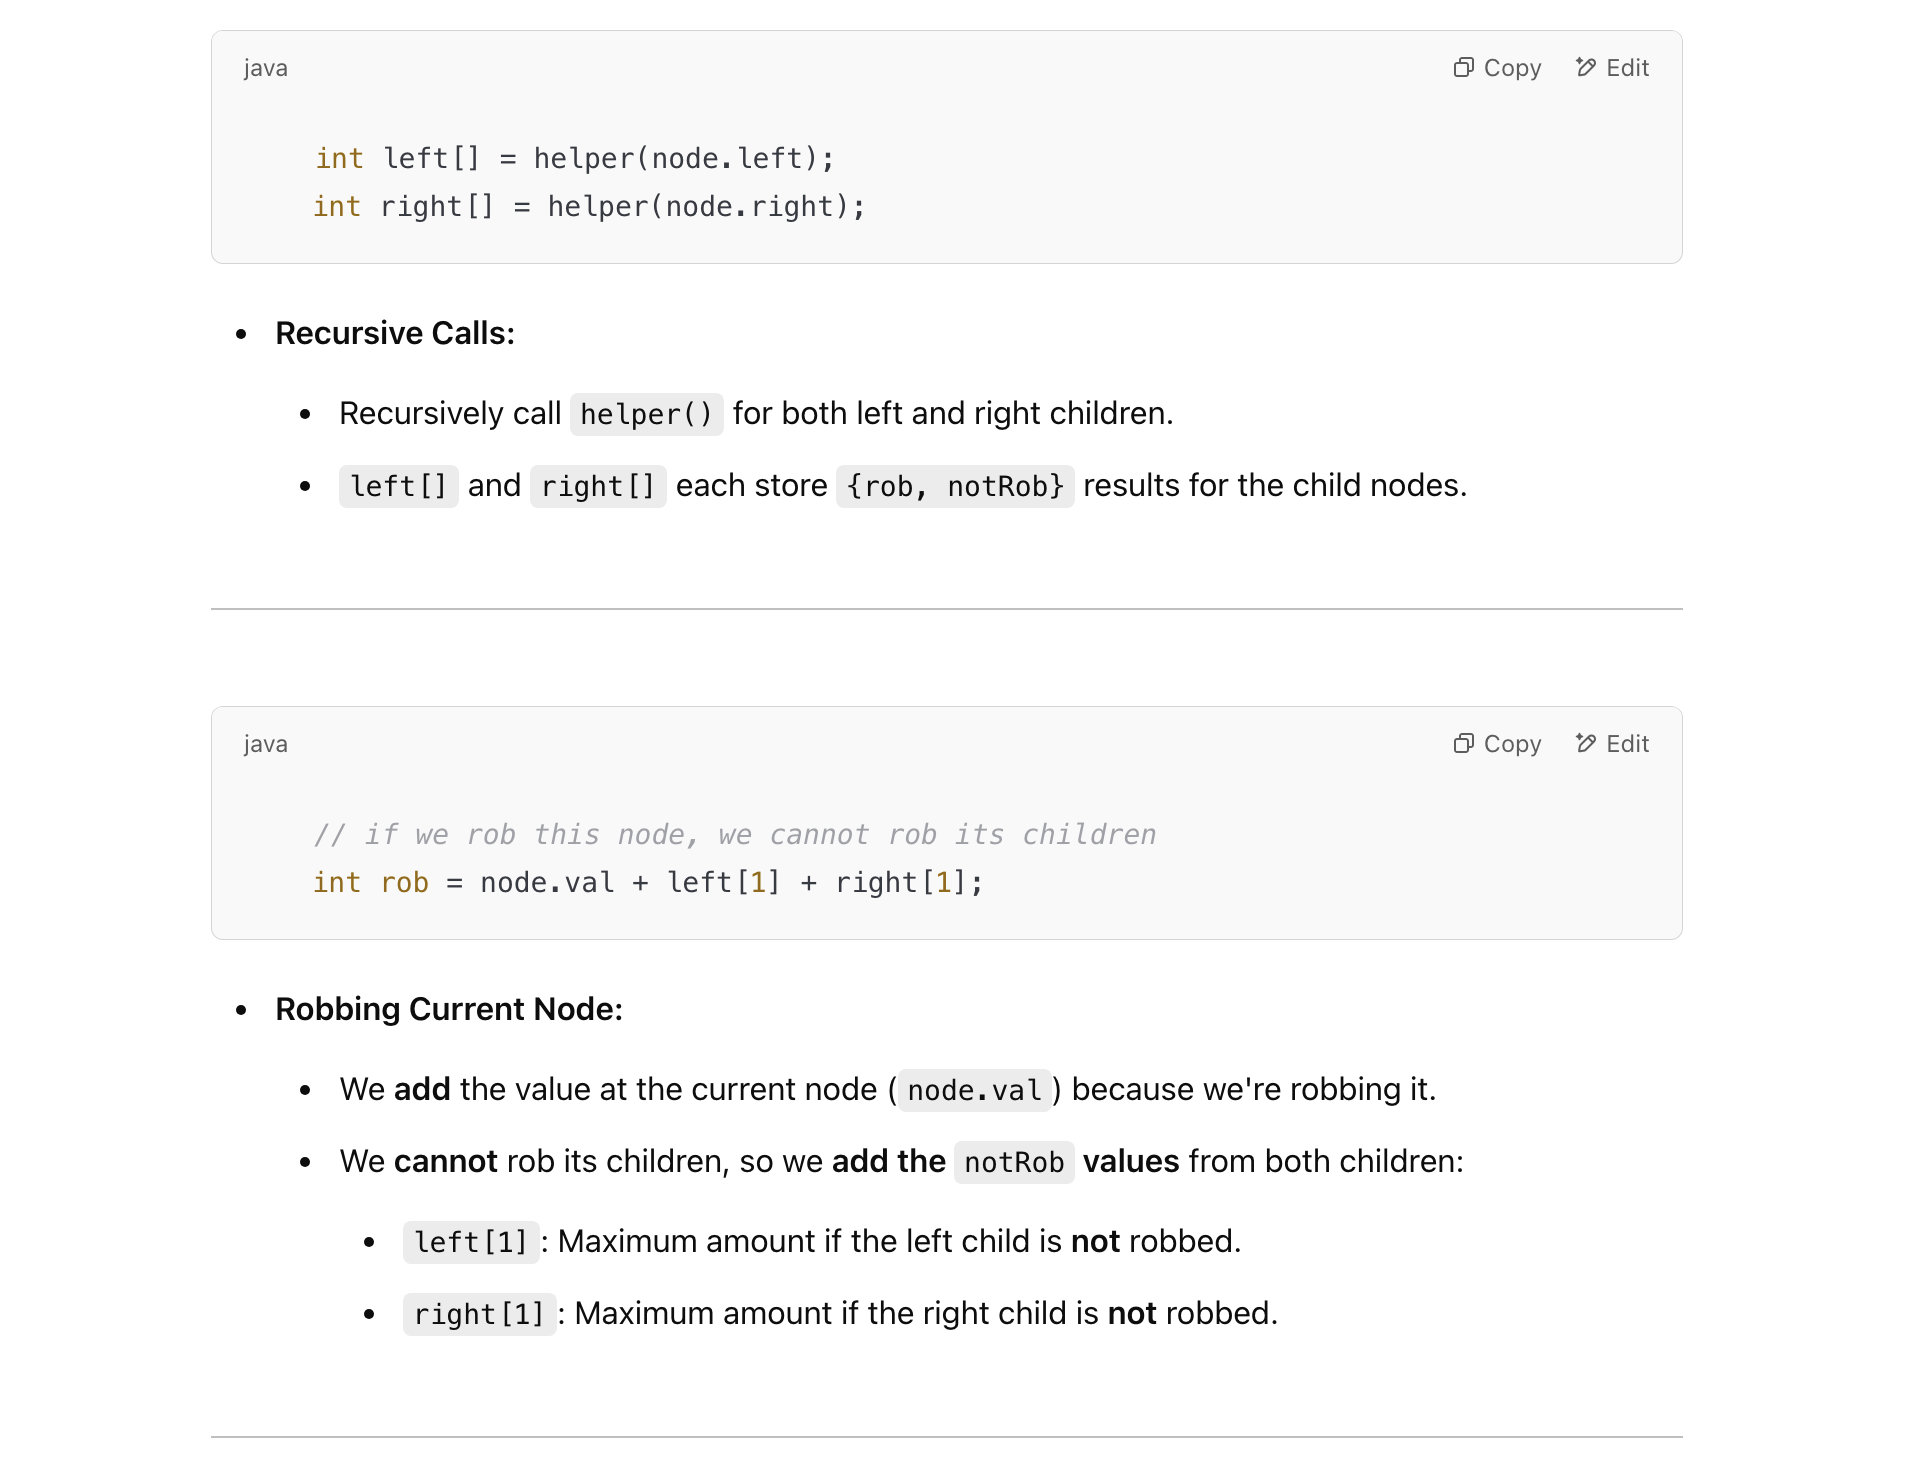 java Copy Edit
int left[] = helper(node.left);
int right[] = helper(node.right);
• Recursive Calls:
• Recursively call helper() for both left and right children.
• left[] and right[] each store {rob, notRob} results for the child nodes.
java Copy Edit
// if we rob this node, we cannot rob its children
int rob = node.val + left[1] + right[1];
• Robbing Current Node:
• We add the value at the current node (node.val) because we're robbing it.
• We cannot rob its children, so we add the notRob values from both children:
• left[1]: Maximum amount if the left child is not robbed.
• right[1]: Maximum amount if the right child is not robbed.